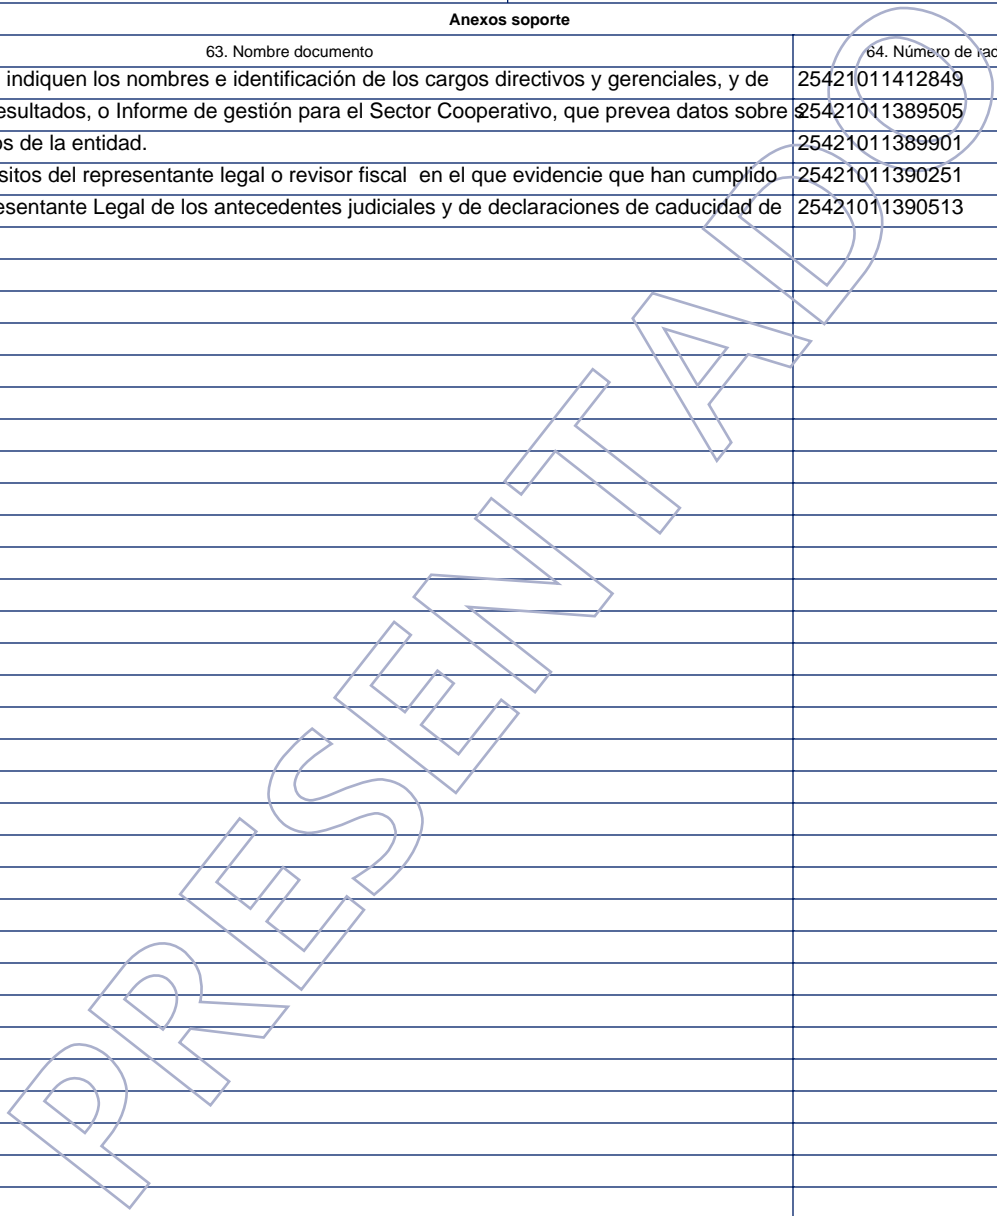 Anexos soporte
63. Nombre documento 64. Número de rad
indiquen los nombres e identificación de los cargos directivos y gerenciales, y de 25421011412849
esultados, o Informe de gestión para el Sector Cooperativo, que prevea datos sobre s 25421011389505
os de la entidad. 25421011389901
sitos del representante legal o revisor fiscal en el que evidencie que han cumplido 25421011390251
esentante Legal de los antecedentes judiciales y de declaraciones de caducidad de 25421011390513
PRESENTADO